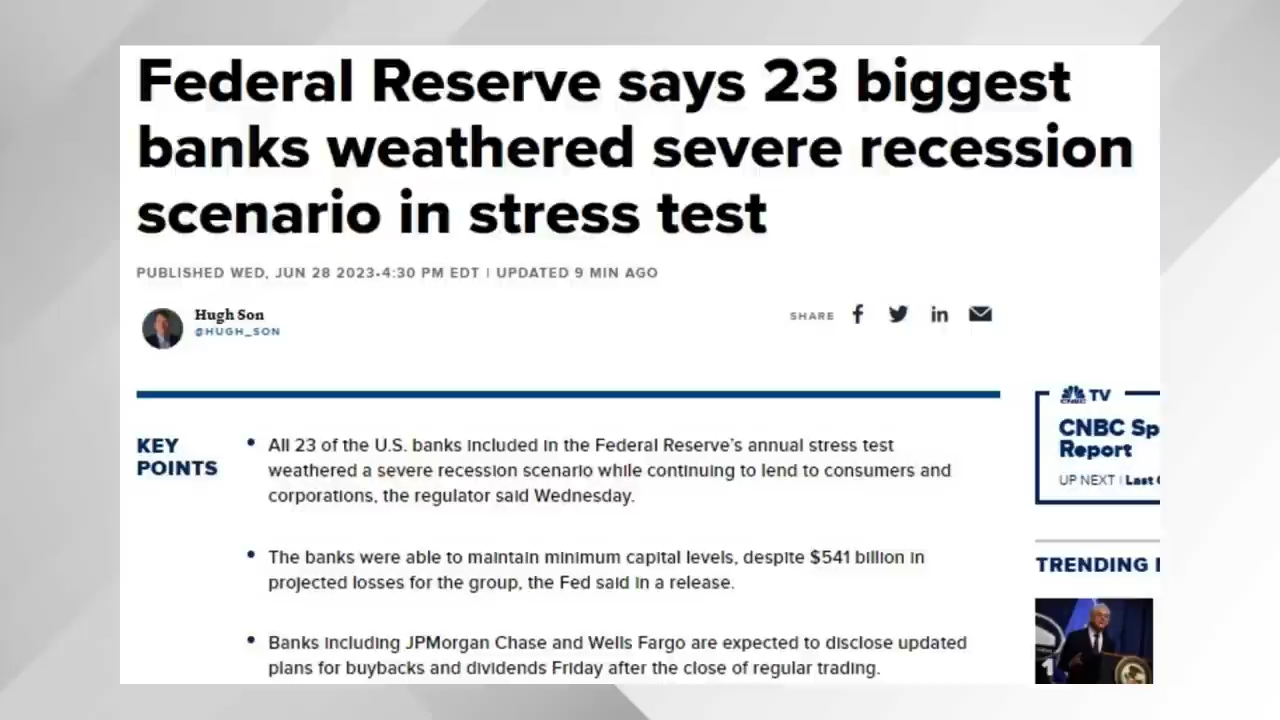 Federal Reserve says 23 biggest
banks weathered severe recession
scenario in stress test
PUBLISHED WED, JUN 28 2023•4:30 PM EDT | UPDATED 9 MIN AGO
Hugh Son
@HUGH_SON
SHARE
KEY
POINTS
• All 23 of the U.S. banks included in the Federal Reserve's annual stress test
weathered a severe recession scenario while continuing to lend to consumers and
corporations, the regulator said Wednesday.
• The banks were able to maintain minimum capital levels, despite $541 billion in
projected losses for the group, the Fed said in a release.
• Banks including JPMorgan Chase and Wells Fargo are expected to disclose updated
plans for buybacks and dividends Friday after the close of regular trading.
CNBC TV
CNBC Sp
Report
UP NEXT | Last
TRENDING